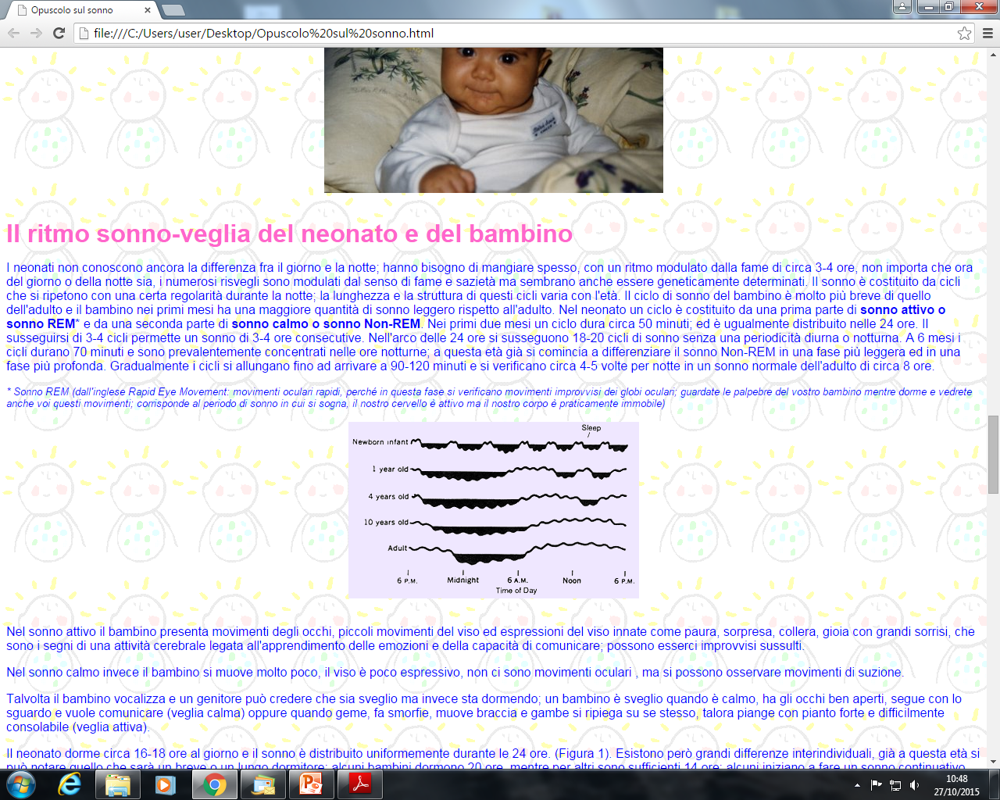 Opuscolo sul sonno
file:///C:/Users/user/Desktop/Opuscolo%20sul%20sonno.html
Il ritmo sonno-veglia del neonato e del bambino
I neonati non conoscono ancora la differenza fra il giorno e la notte; hanno bisogno di mangiare spesso, con un ritmo modulato dalla fame di circa 3-4 ore, non importa che ora
del giorno o della notte sia, i numerosi risvegli sono modulati dal senso di fame e sazietà ma sembrano anche essere geneticamente determinati. Il sonno è costituito da cicli
che si ripetono con una certa regolarità durante la notte; la lunghezza e la struttura di questi cicli varia con l'età. Il ciclo di sonno del bambino è molto più breve di quello
dell'adulto e il bambino nei primi mesi ha una maggiore quantità di sonno leggero rispetto all'adulto. Nel neonato un ciclo è costituito da una prima parte di sonno attivo o
sonno REM* e da una seconda parte di sonno calmo o sonno Non-REM. Nei primi due mesi un ciclo dura circa 50 minuti; ed è ugualmente distribuito nelle 24 ore. Il
susseguirsi di 3-4 cicli permette un sonno di 3-4 ore consecutive. Nell'arco delle 24 ore si susseguono 18-20 cicli di sonno senza una periodicità diurna o notturna. A 6 mesi i
cicli durano 70 minuti e sono prevalentemente concentrati nelle ore notturne; a questa età già si comincia a differenziare il sonno Non-REM in una fase più leggera ed in una
fase più profonda. Gradualmente i cicli si allungano fino ad arrivare a 90-120 minuti e si verificano circa 4-5 volte per notte in un sonno normale dell'adulto di circa 8 ore.
* Sonno REM (dall'inglese Rapid Eye Movement: movimenti oculari rapidi, perché in questa fase si verificano movimenti improvvisi dei globi oculari; guardate le palpebre del vostro bambino mentre dorme e vedrete
anche voi questi movimenti; corrisponde al periodo di sonno in cui si sogna, il nostro cervello è attivo ma il nostro corpo è praticamente immobile)
Sleep
Newborn infant
1 year old
4 years old
10 years old
Adult
6 P.M. Midnight 6 A.M. Noon 6 P.M.
Time of Day
Nel sonno attivo il bambino presenta movimenti degli occhi, piccoli movimenti del viso ed espressioni del viso innate come paura, sorpresa, collera, gioia con grandi sorrisi, che
sono i segni di una attività cerebrale legata all'apprendimento delle emozioni e della capacità di comunicare; possono esserci improvvisi sussulti.
Nel sonno calmo invece il bambino si muove molto poco, il viso è poco espressivo, non ci sono movimenti oculari , ma si possono osservare movimenti di suzione.
Talvolta il bambino vocalizza e un genitore può credere che sia sveglio ma invece sta dormendo; un bambino è sveglio quando è calmo, ha gli occhi ben aperti, segue con lo
sguardo e vuole comunicare (veglia calma) oppure quando geme, fa smorfie, muove braccia e gambe si ripiega su se stesso, talora piange con pianto forte e difficilmente
consolabile (veglia attiva).
Il neonato dorme circa 16-18 ore al giorno e il sonno è distribuito uniformemente durante le 24 ore. (Figura 1). Esistono però grandi differenze interindividuali, già a questa età si
può notare quello che sarà un breve o un lungo dormitore: alcuni bambini dormono 20 ore, mentre per altri sono sufficienti 14 ore; alcuni iniziano a fare un sonno continuativo
10:48
27/10/2015